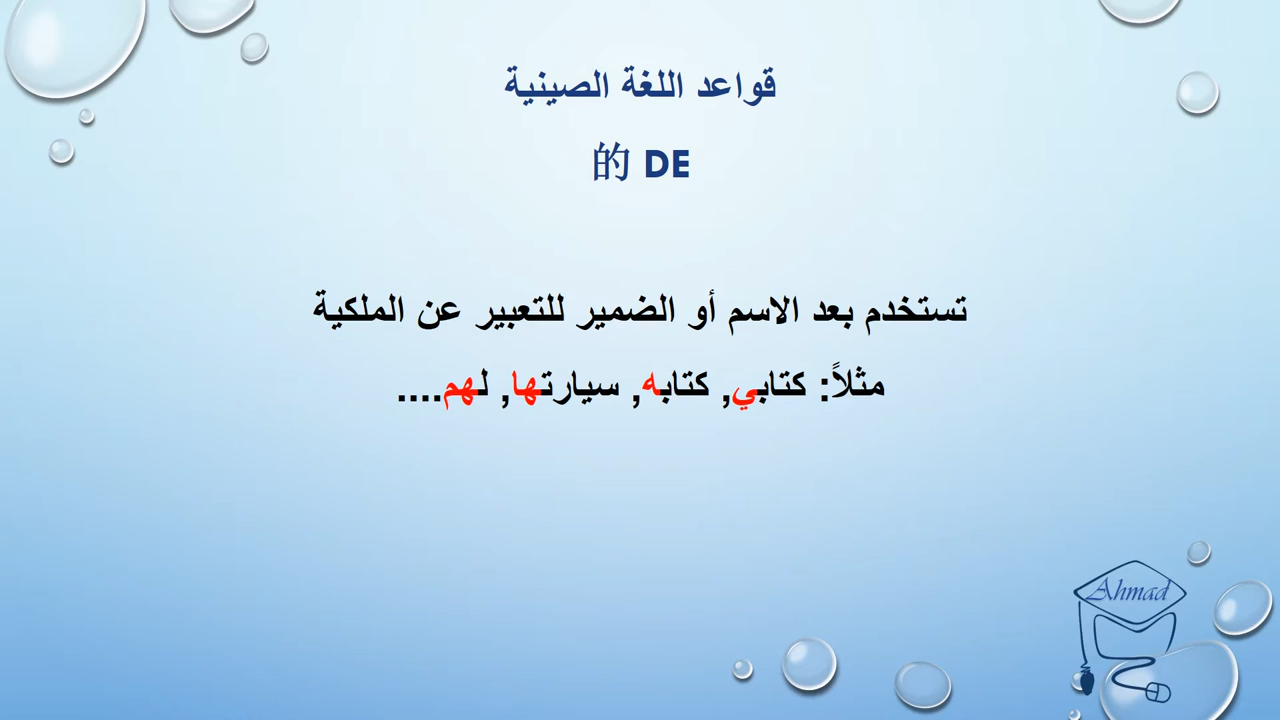 قواعد اللغة الصينية
的 DE
تستخدم بعد الاسم أو الضمير للتعبير عن الملكية
مثلاً: كتابي, كتابه, سيارتها, لهم....
Ahmad